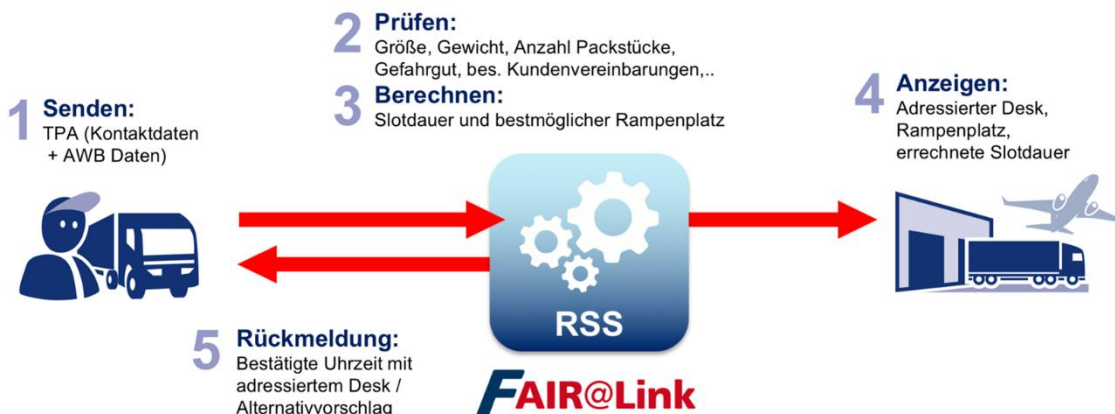 1 Senden:
TPA (Kontaktdaten
+ AWB Daten)
2 Prüfen:
Größe, Gewicht, Anzahl Packstücke,
Gefahrgut, bes. Kundenvereinbarungen,..
3 Berechnen:
Slotdauer und bestmöglicher Rampenplatz
4 Anzeigen:
Adressierter Desk,
Rampenplatz,
errechnete Slotdauer
RSS
5 Rückmeldung:
Bestätigte Uhrzeit mit
adressiertem Desk /
Alternativvorschlag
FAIR@Link